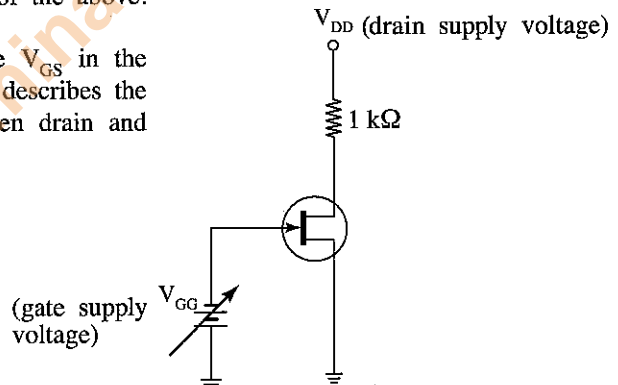 of the above.
V_GS in the
describes the
drain and
V_DD (drain supply voltage)
1 kΩ
(gate supply V_GG
voltage)